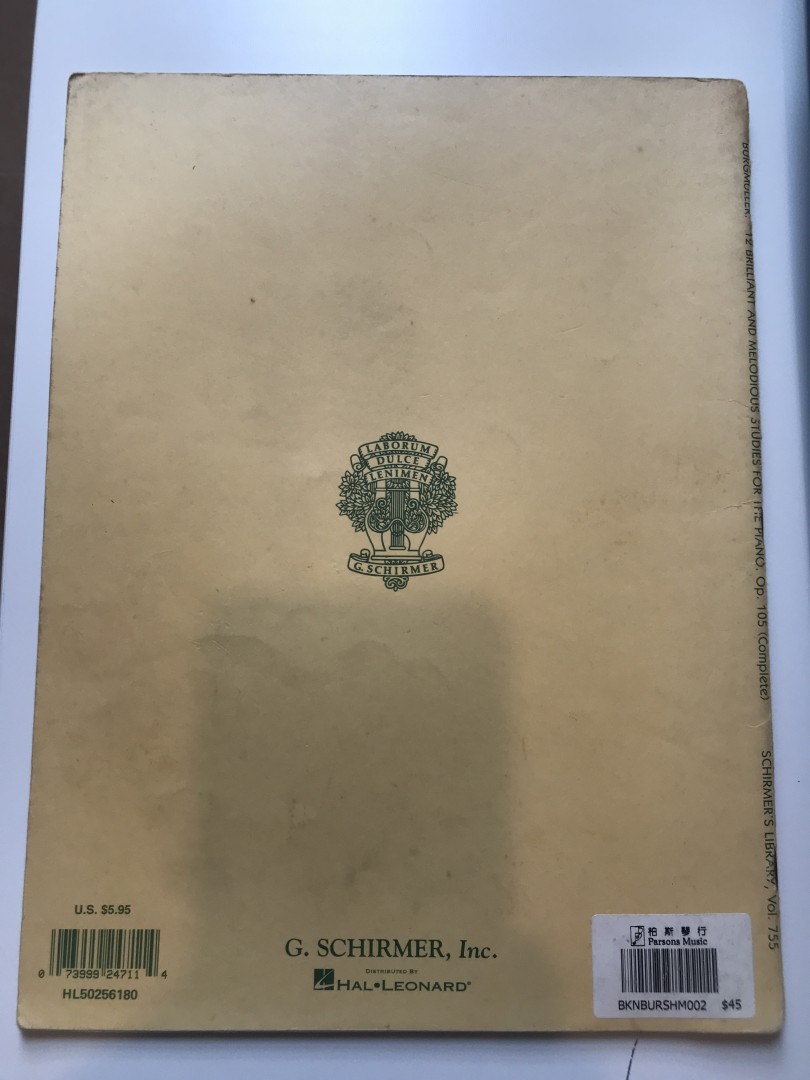 BURGMÜLLER: 12 BRILLIANT AND MELODIOUS STUDIES FOR THE PIANO, Op. 105 (Complete)
SCHIRMER'S LIBRARY, Vol. 755
LABORUM
DULCE
LENIMEN
G. SCHIRMER
U.S. $5.95
0 73999 24711 4
HL50256180
G. SCHIRMER, Inc.
DISTRIBUTED BY
HAL•LEONARD®
柏斯琴行
Parsons Music
BKNBURSHM002 $45